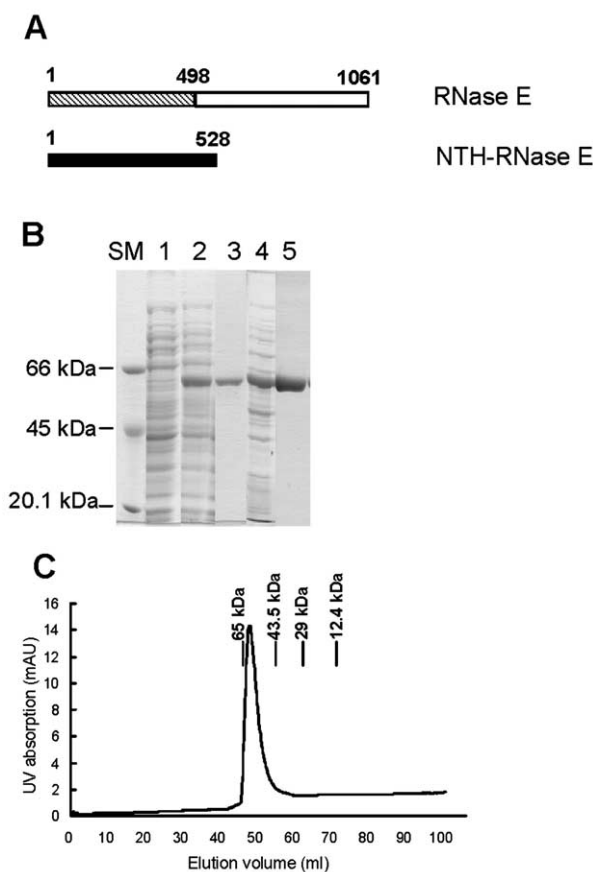 A
1 498 1061
RNase E
1 528
NTH-RNase E
B
SM 1 2 3 4 5
66 kDa
45 kDa
20.1 kDa
C
65 kDa
43.5 kDa
29 kDa
12.4 kDa
UV absorption (mAU)
16
14
12
10
8
6
4
2
0
0 10 20 30 40 50 60 70 80 90 100
Elution volume (ml)